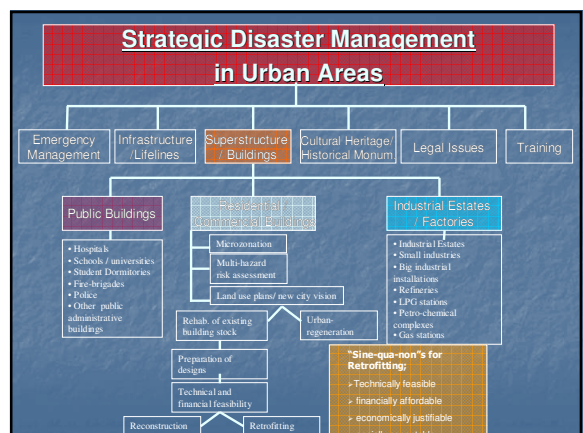 Strategic Disaster Management
in Urban Areas
Emergency
Management
Infrastructure
/Lifelines
Superstructure
/ Buildings
Cultural Heritage/
Historical Monum
Legal Issues
Training
Public Buildings
Residential /
Commercial Buildings
Industrial Estates
/ Factories
• Hospitals
• Schools / universities
• Student Dormitories
• Fire-brigades
• Police
• Other public
administrative
buildings
Microzonation
Multi-hazard
risk assessment
Land use plans/ new city vision
Rehab. of existing
building stock
Urban-
regeneration
Preparation of
designs
Technical and
financial feasibility
Reconstruction
Retrofitting
• Industrial Estates
• Small industries
• Big industrial
installations
• Refineries
• LPG stations
• Petro-chemical
complexes
• Gas stations
"Sine-qua-non"s for
Retrofitting;
➢Technically feasible
➢ financially affordable
➢ economically justifiable